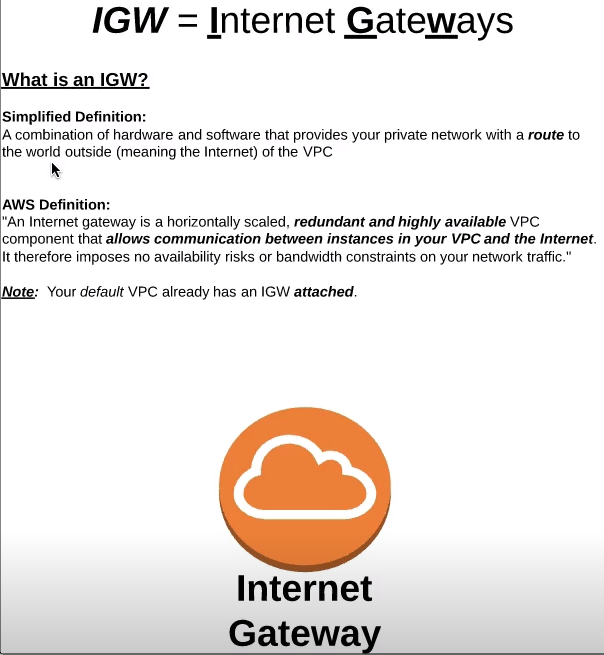 IGW = Internet Gateways
What is an IGW?
Simplified Definition:
A combination of hardware and software that provides your private network with a route to
the world outside (meaning the Internet) of the VPC
AWS Definition:
"An Internet gateway is a horizontally scaled, redundant and highly available VPC
component that allows communication between instances in your VPC and the Internet.
It therefore imposes no availability risks or bandwidth constraints on your network traffic."
Note: Your default VPC already has an IGW attached.
Internet
Gateway